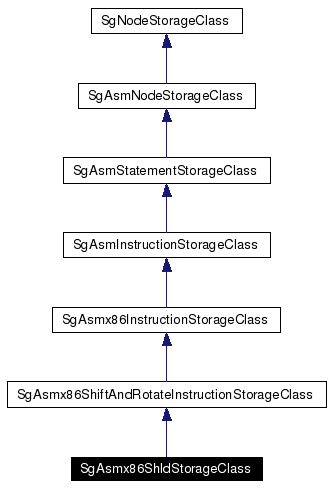 SgNodeStorageClass
SgAsmNodeStorageClass
SgAsmStatementStorageClass
SgAsmInstructionStorageClass
SgAsmx86InstructionStorageClass
SgAsmx86ShiftAndRotateInstructionStorageClass
SgAsmx86ShldStorageClass